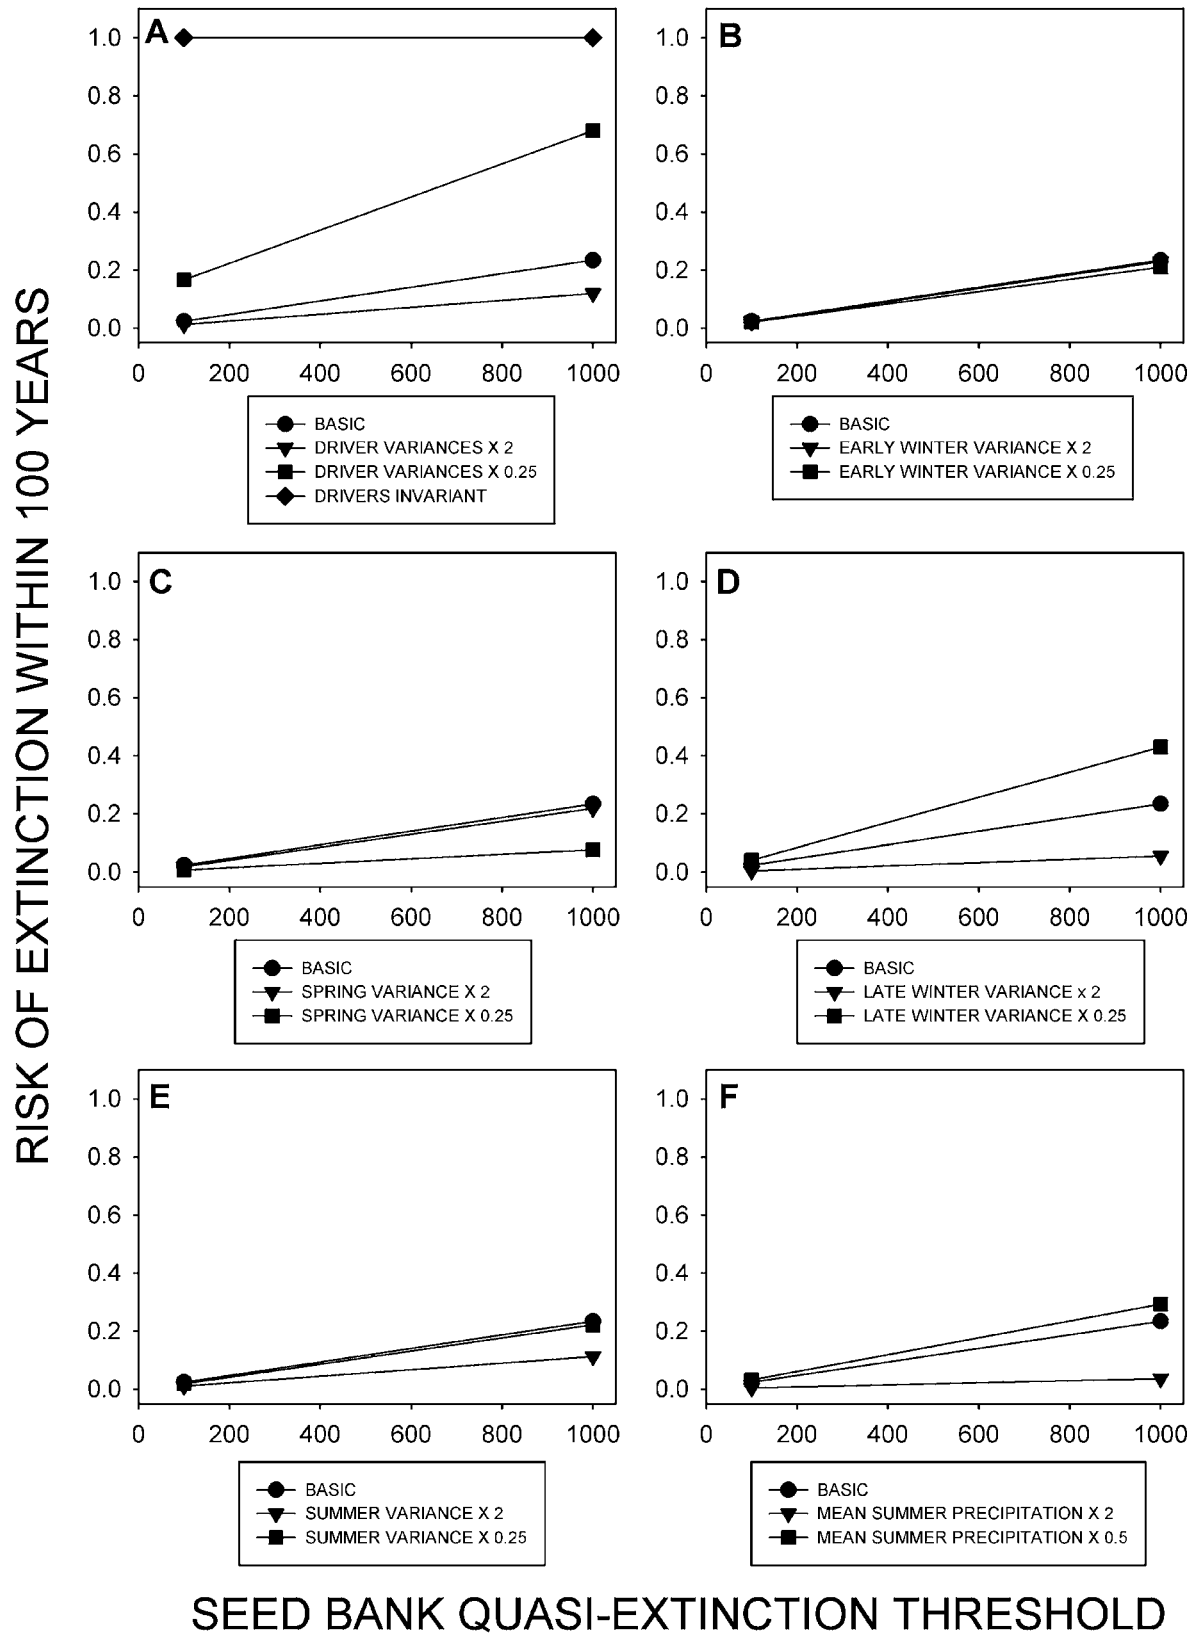 RISK OF EXTINCTION WITHIN 100 YEARS
A
1.0
0.8
0.6
0.4
0.2
0.0
0 200 400 600 800 1000
BASIC
DRIVER VARIANCES X 2
DRIVER VARIANCES X 0.25
DRIVERS INVARIANT
B
1.0
0.8
0.6
0.4
0.2
0.0
0 200 400 600 800 1000
BASIC
EARLY WINTER VARIANCE X 2
EARLY WINTER VARIANCE X 0.25
C
1.0
0.8
0.6
0.4
0.2
0.0
0 200 400 600 800 1000
BASIC
SPRING VARIANCE X 2
SPRING VARIANCE X 0.25
D
1.0
0.8
0.6
0.4
0.2
0.0
0 200 400 600 800 1000
BASIC
LATE WINTER VARIANCE x 2
LATE WINTER VARIANCE X 0.25
E
1.0
0.8
0.6
0.4
0.2
0.0
0 200 400 600 800 1000
BASIC
SUMMER VARIANCE X 2
SUMMER VARIANCE X 0.25
F
1.0
0.8
0.6
0.4
0.2
0.0
0 200 400 600 800 1000
BASIC
MEAN SUMMER PRECIPITATION X 2
MEAN SUMMER PRECIPITATION X 0.5
SEED BANK QUASI-EXTINCTION THRESHOLD